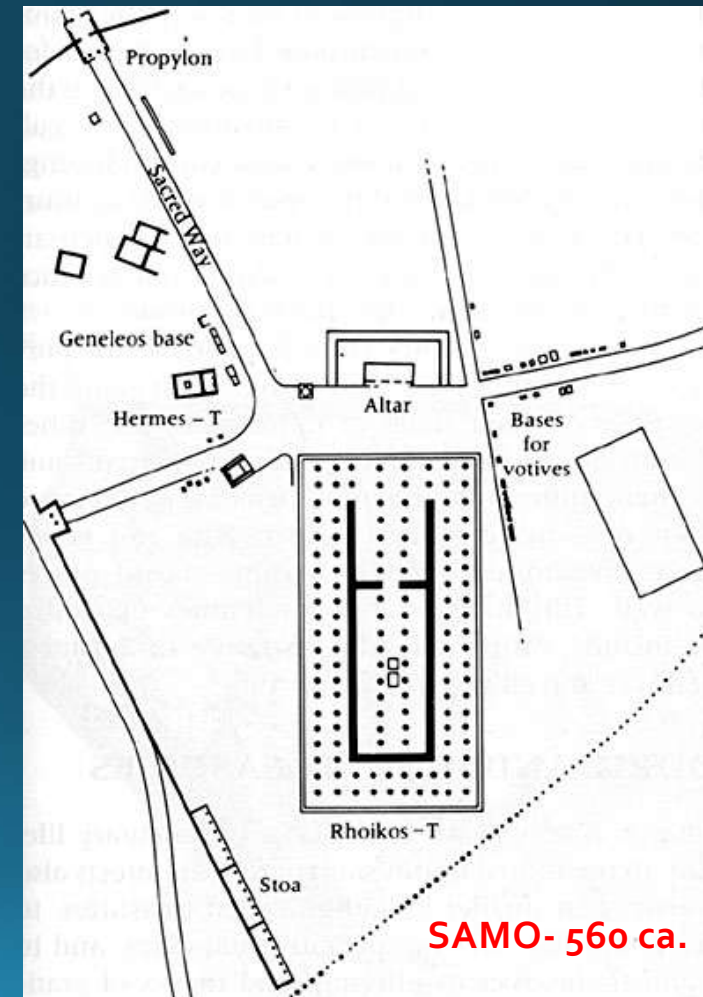 Propylon
Sacred Way
Geneleos base
Hermes – T
Altar
Bases
for
votives
Rhoikos – T
Stoa
SAMO- 560 ca.